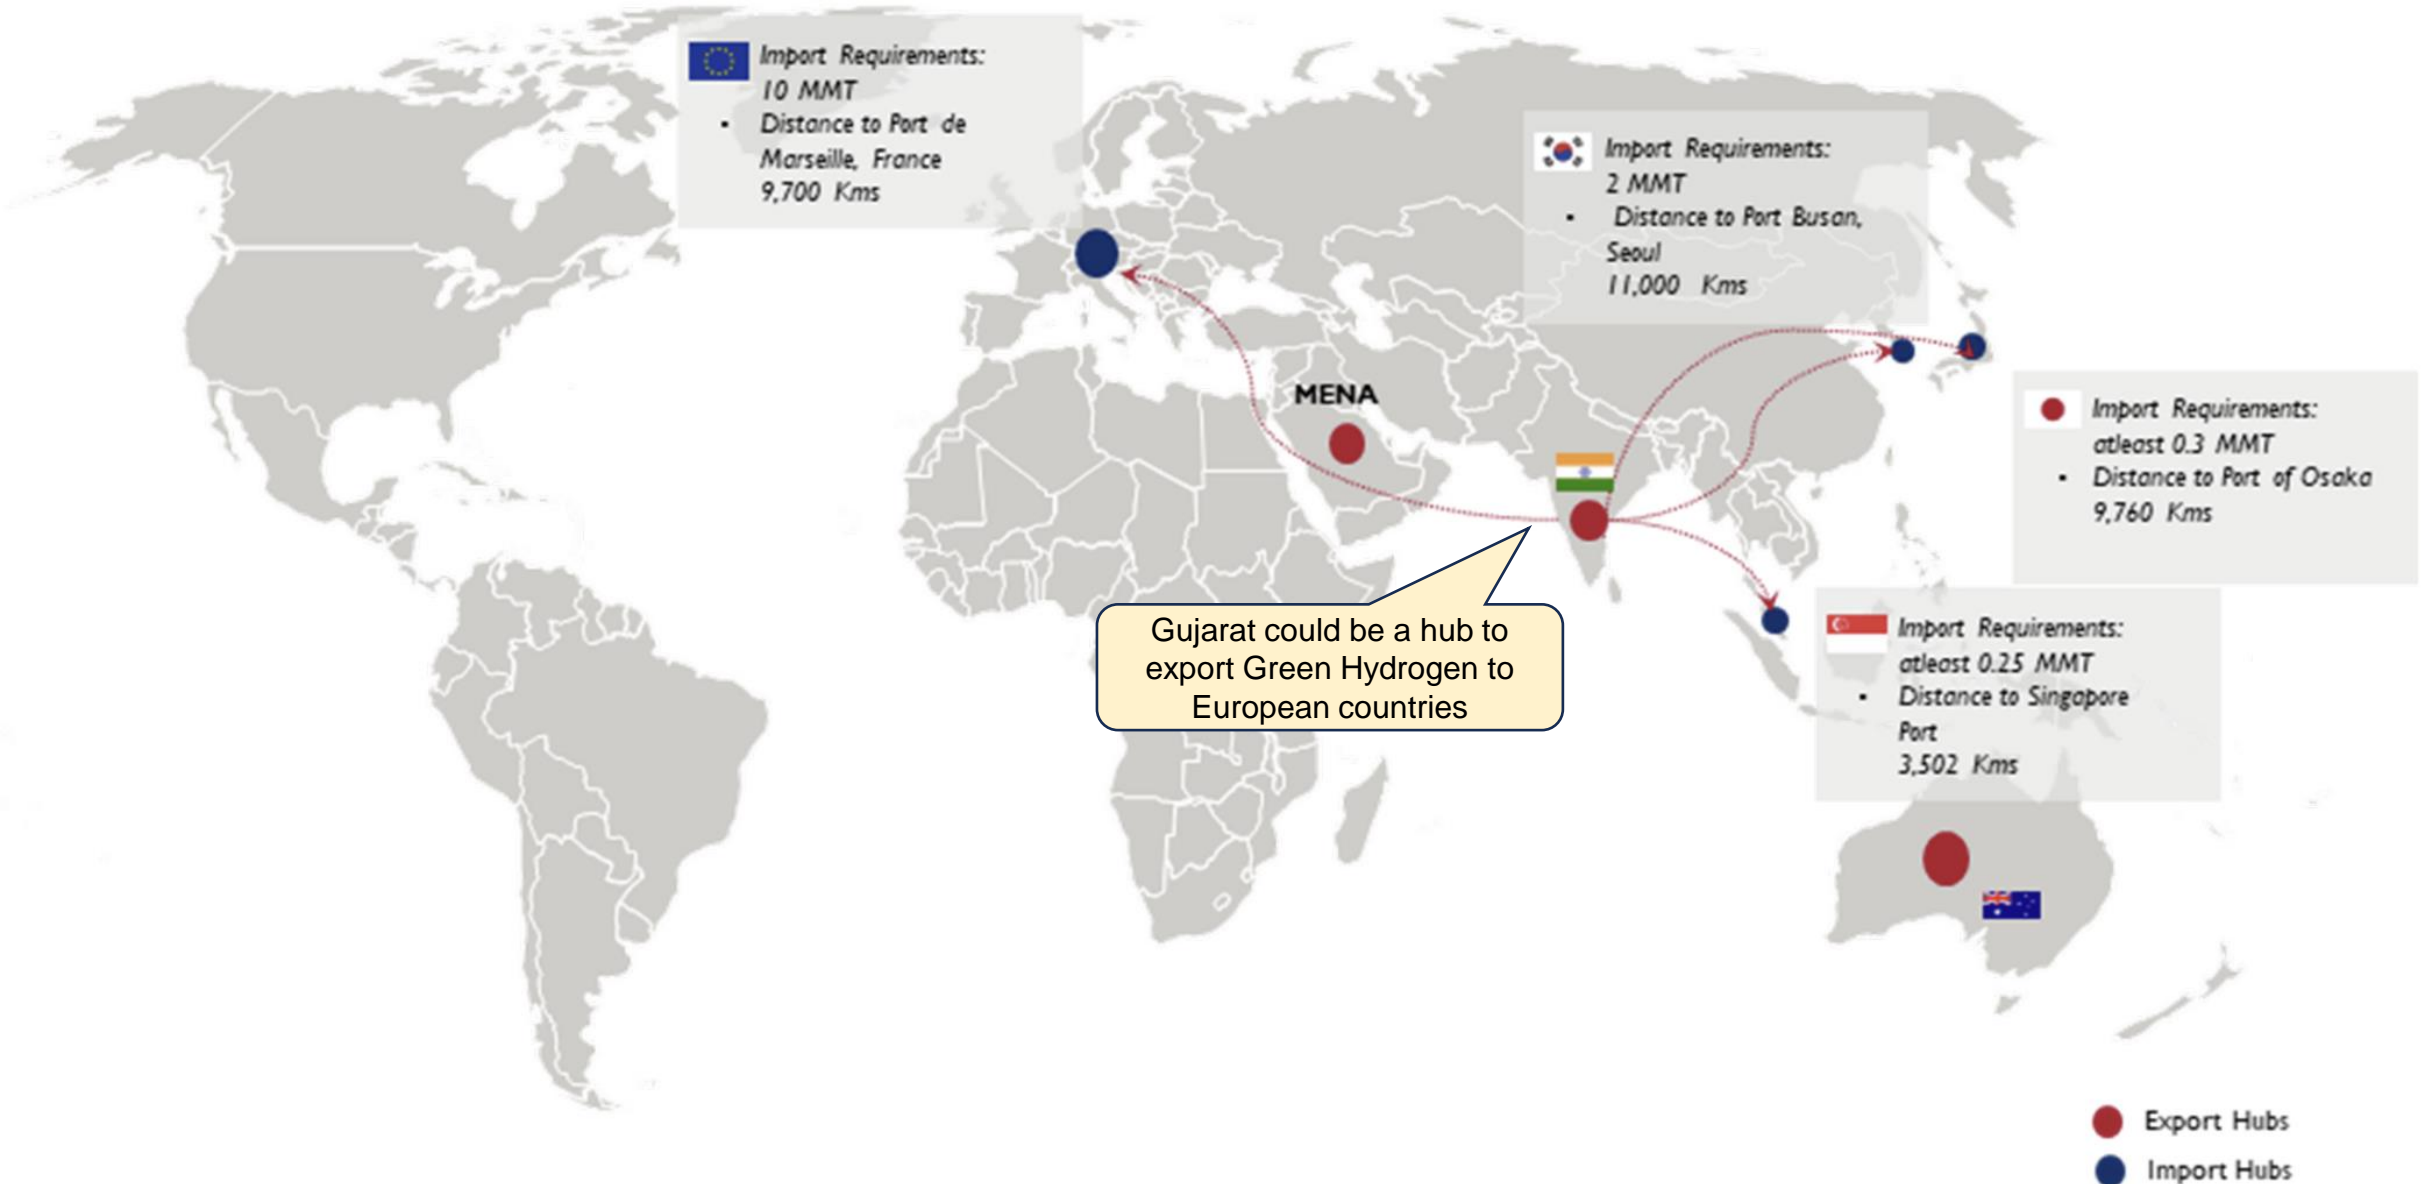 Import Requirements:
10 MMT
▪ Distance to Port de
Marseille, France
9,700 Kms
Import Requirements:
2 MMT
▪ Distance to Port Busan,
Seoul
11,000 Kms
MENA
Import Requirements:
atleast 0.3 MMT
▪ Distance to Port of Osaka
9,760 Kms
Gujarat could be a hub to
export Green Hydrogen to
European countries
Import Requirements:
atleast 0.25 MMT
▪ Distance to Singapore
Port
3,502 Kms
Export Hubs
Import Hubs